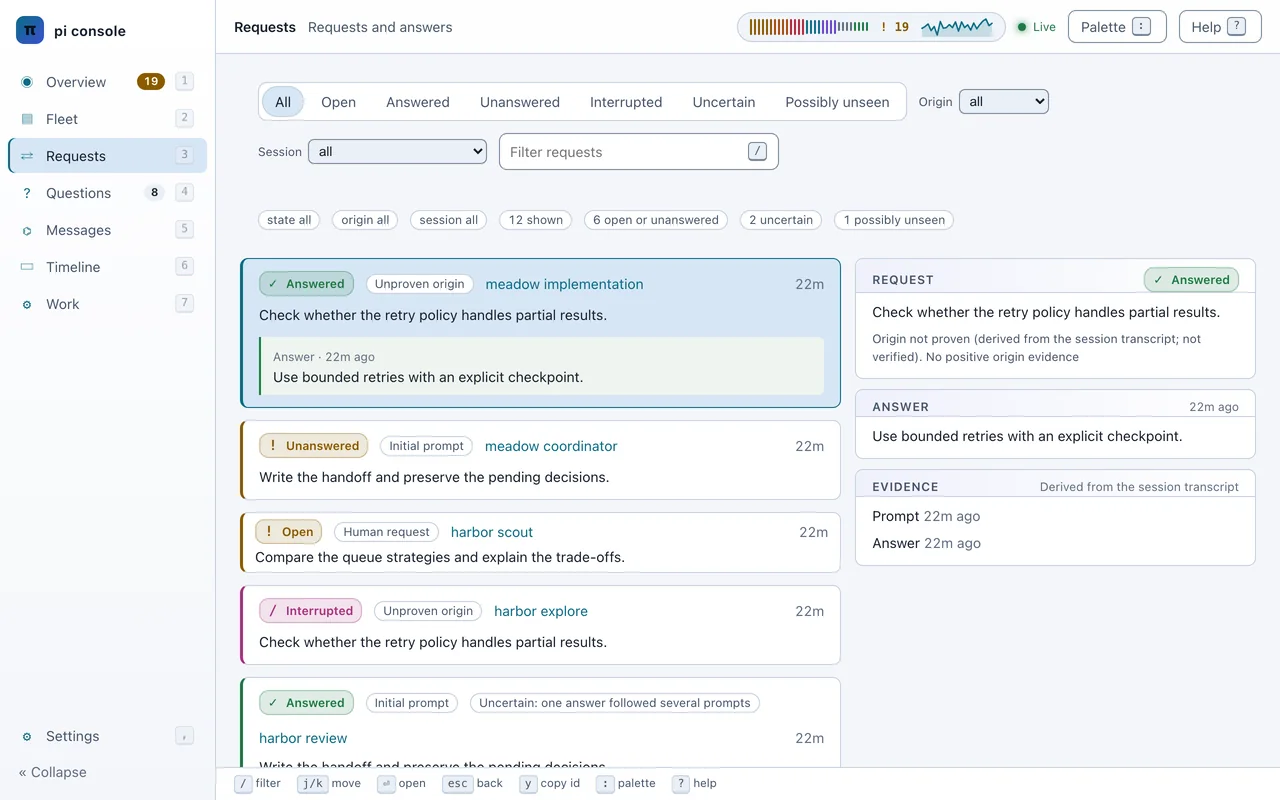 π pi console
Overview 19 1
Fleet 2
Requests 3
? Questions 8 4
Messages 5
Timeline 6
Work 7
Settings ,
« Collapse
Requests Requests and answers
! 19
Live
Palette :
Help ?
All Open Answered Unanswered Interrupted Uncertain Possibly unseen
Origin all
Session all
Filter requests /
state all origin all session all 12 shown 6 open or unanswered 2 uncertain 1 possibly unseen
✓ Answered Unproven origin meadow implementation 22m
Check whether the retry policy handles partial results.
Answer · 22m ago
Use bounded retries with an explicit checkpoint.
! Unanswered Initial prompt meadow coordinator 22m
Write the handoff and preserve the pending decisions.
! Open Human request harbor scout 22m
Compare the queue strategies and explain the trade-offs.
/ Interrupted Unproven origin harbor explore 22m
Check whether the retry policy handles partial results.
✓ Answered Initial prompt Uncertain: one answer followed several prompts
harbor review 22m
Write the handoff and preserve the pending decisions.
REQUEST ✓ Answered
Check whether the retry policy handles partial results.
Origin not proven (derived from the session transcript; not
verified). No positive origin evidence
ANSWER 22m ago
Use bounded retries with an explicit checkpoint.
EVIDENCE Derived from the session transcript
Prompt 22m ago
Answer 22m ago
/ filter j/k move ⏎ open esc back y copy id : palette ? help